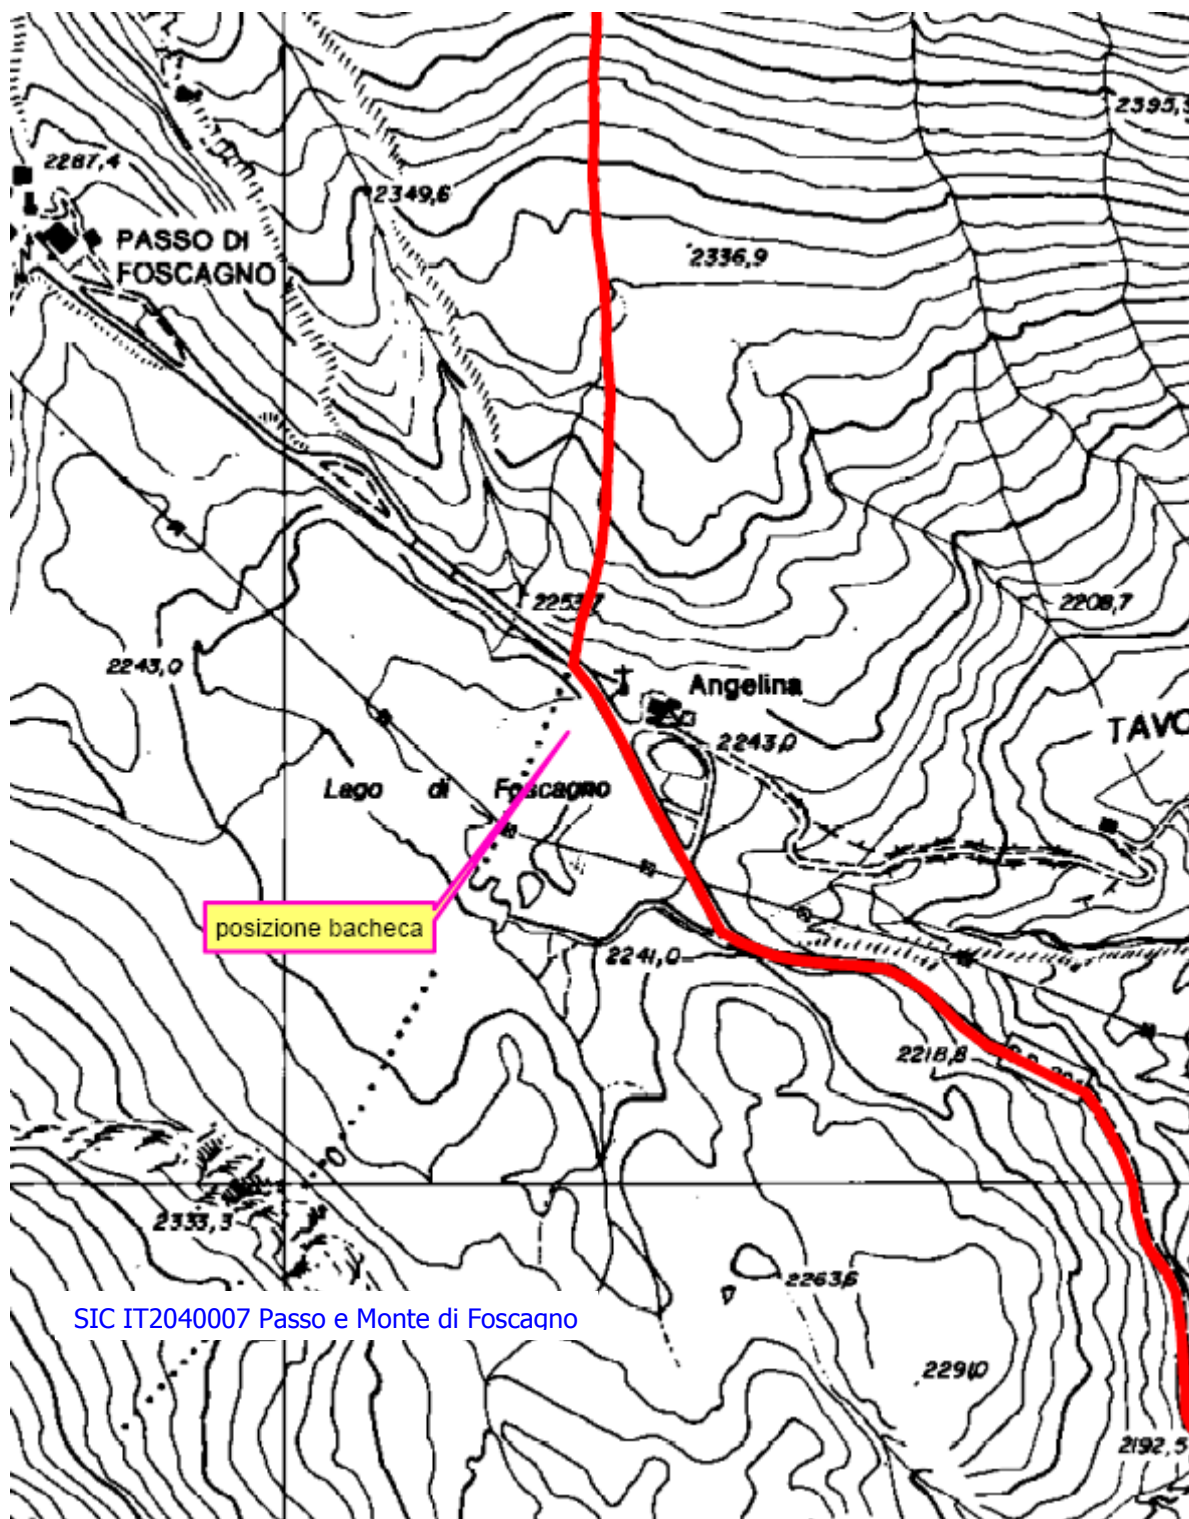 2395,5
2287,4
2349,6
PASSO DI
FOSCAGNO
2336,9
2253,7
2208,7
2243,0
Angelina
TAVO
2243,0
Lago di Foscagno
posizione bacheca
2241,0
2218,8
2333,3
2263,6
SIC IT2040007 Passo e Monte di Foscagno
2291,0
2192,5